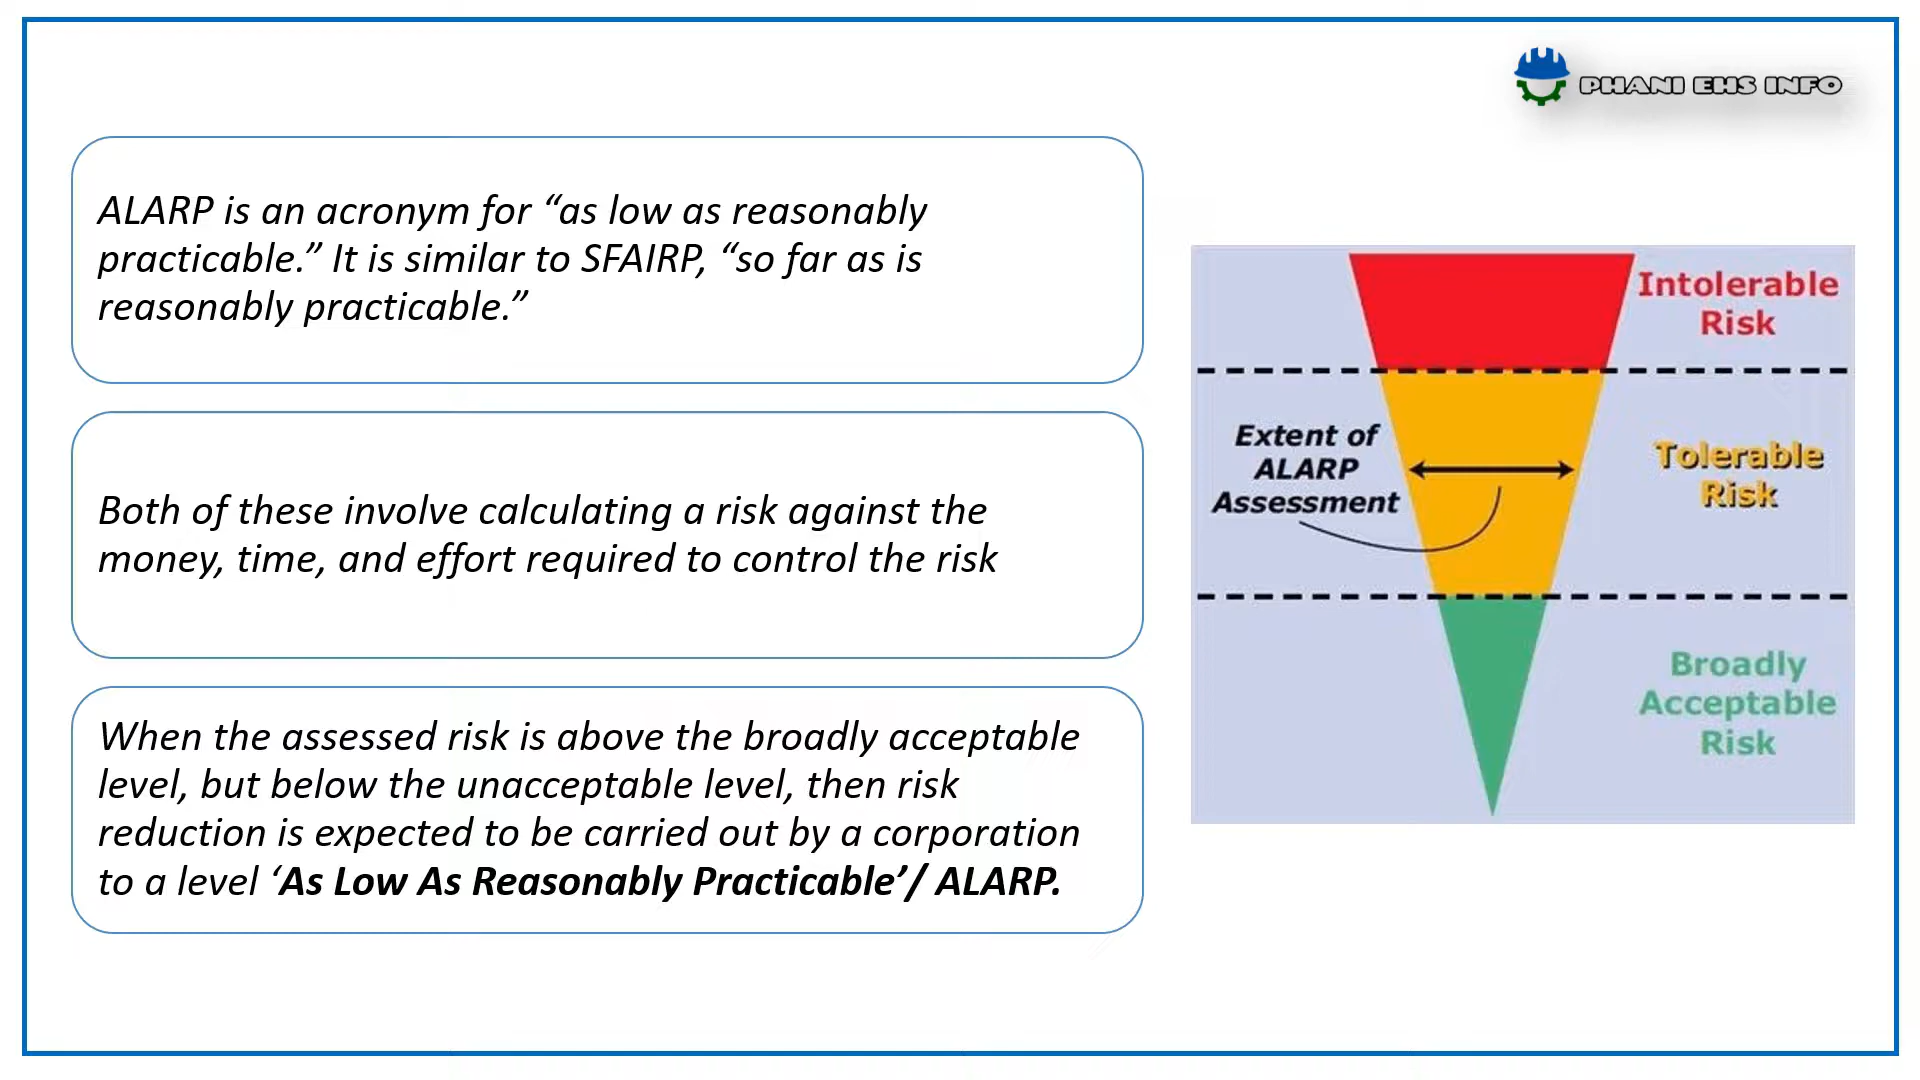 PHANI EHS INFO
ALARP is an acronym for “as low as reasonably
practicable.” It is similar to SFAIRP, “so far as is
reasonably practicable.”
Both of these involve calculating a risk against the
money, time, and effort required to control the risk
When the assessed risk is above the broadly acceptable
level, but below the unacceptable level, then risk
reduction is expected to be carried out by a corporation
to a level ‘As Low As Reasonably Practicable’/ ALARP.
Intolerable
Risk
Extent of
ALARP
Assessment
Tolerable
Risk
Broadly
Acceptable
Risk